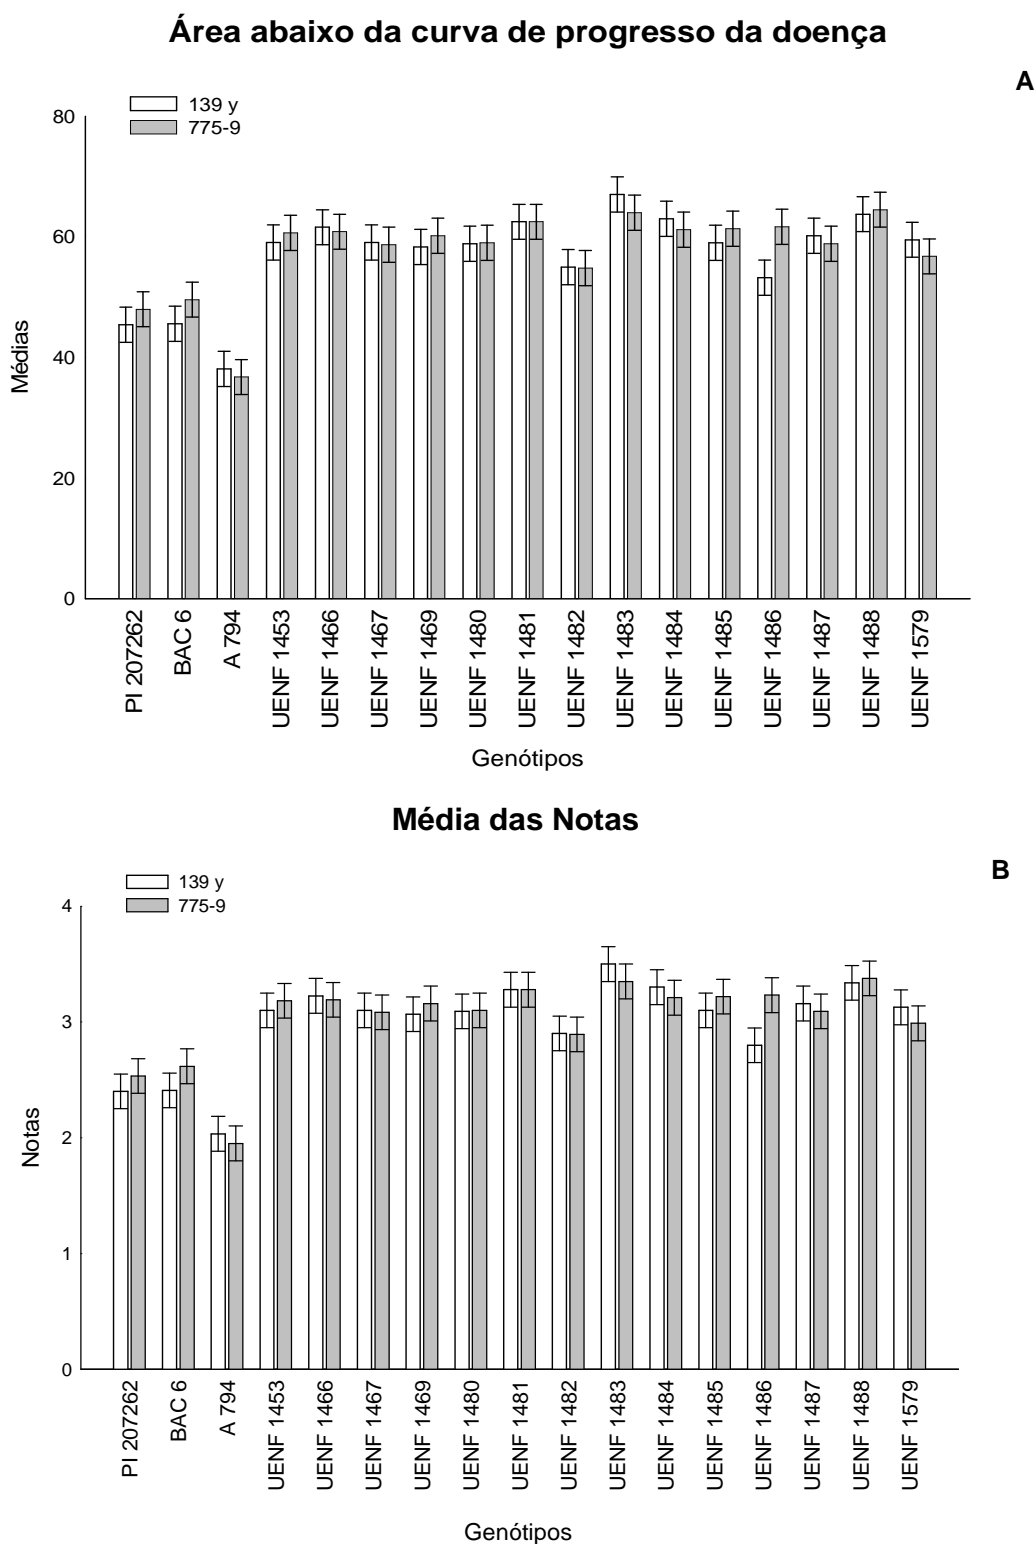 Área abaixo da curva de progresso da doença
A
139 y
775-9
80
60
40
20
0
Médias
PI 207262
BAC 6
A 794
UENF 1453
UENF 1466
UENF 1467
UENF 1469
UENF 1480
UENF 1481
UENF 1482
UENF 1483
UENF 1484
UENF 1485
UENF 1486
UENF 1487
UENF 1488
UENF 1579
Genótipos
Média das Notas
B
139 y
775-9
4
3
2
1
0
Notas
PI 207262
BAC 6
A 794
UENF 1453
UENF 1466
UENF 1467
UENF 1469
UENF 1480
UENF 1481
UENF 1482
UENF 1483
UENF 1484
UENF 1485
UENF 1486
UENF 1487
UENF 1488
UENF 1579
Genótipos